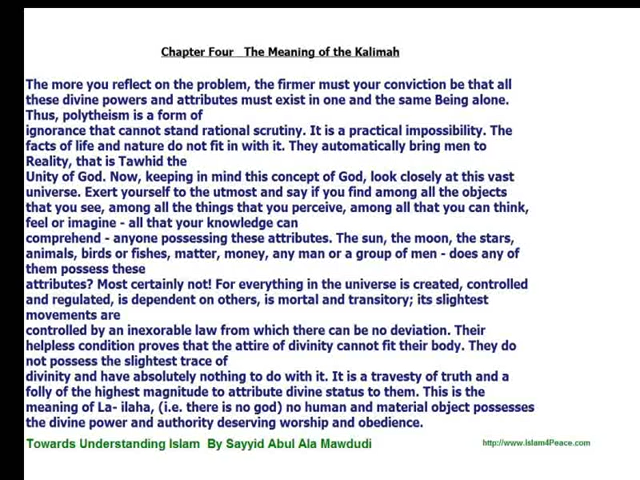 Chapter Four   The Meaning of the Kalimah
The more you reflect on the problem, the firmer must your conviction be that all
these divine powers and attributes must exist in one and the same Being alone.
Thus, polytheism is a form of
ignorance that cannot stand rational scrutiny. It is a practical impossibility. The
facts of life and nature do not fit in with it. They automatically bring men to
Reality, that is Tawhid the
Unity of God. Now, keeping in mind this concept of God, look closely at this vast
universe. Exert yourself to the utmost and say if you find among all the objects
that you see, among all the things that you perceive, among all that you can think,
feel or imagine - all that your knowledge can
comprehend - anyone possessing these attributes. The sun, the moon, the stars,
animals, birds or fishes, matter, money, any man or a group of men - does any of
them possess these
attributes? Most certainly not! For everything in the universe is created, controlled
and regulated, is dependent on others, is mortal and transitory; its slightest
movements are
controlled by an inexorable law from which there can be no deviation. Their
helpless condition proves that the attire of divinity cannot fit their body. They do
not possess the slightest trace of
divinity and have absolutely nothing to do with it. It is a travesty of truth and a
folly of the highest magnitude to attribute divine status to them. This is the
meaning of La- ilaha, (i.e. there is no god) no human and material object possesses
the divine power and authority deserving worship and obedience.
Towards Understanding Islam  By Sayyid Abul Ala Mawdudi
http://www.Islam4Peace.com